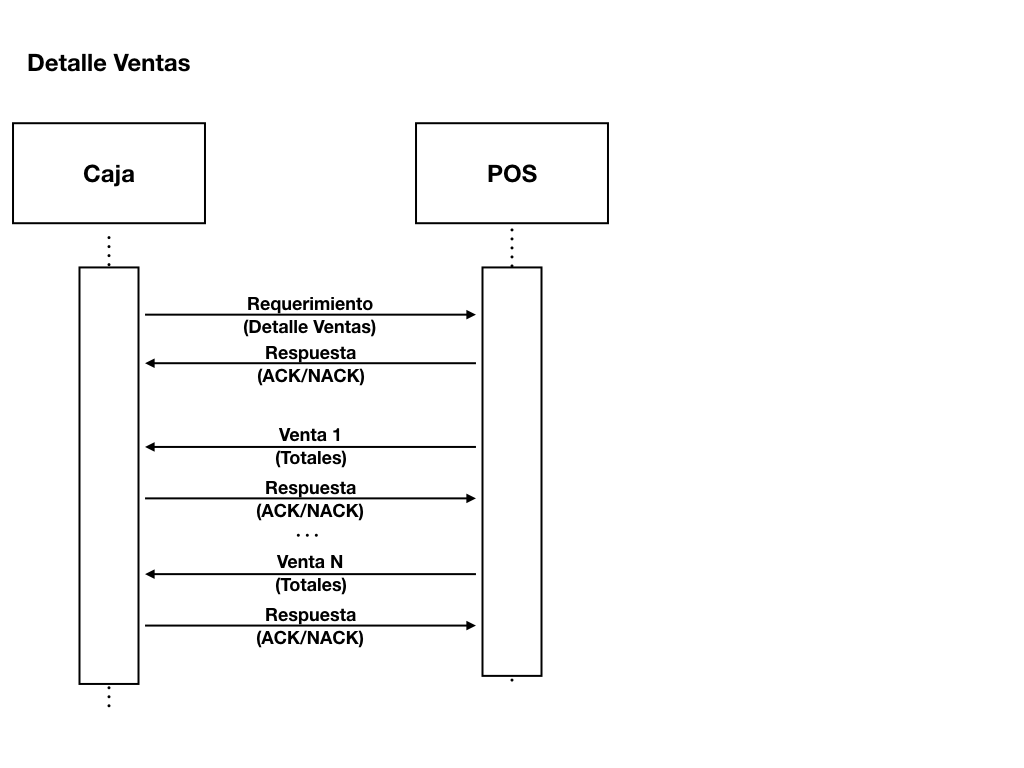 Detalle Ventas
Caja
POS
Requerimiento
(Detalle Ventas)
Respuesta
(ACK/NACK)
Venta 1
(Totales)
Respuesta
(ACK/NACK)
...
Venta N
(Totales)
Respuesta
(ACK/NACK)